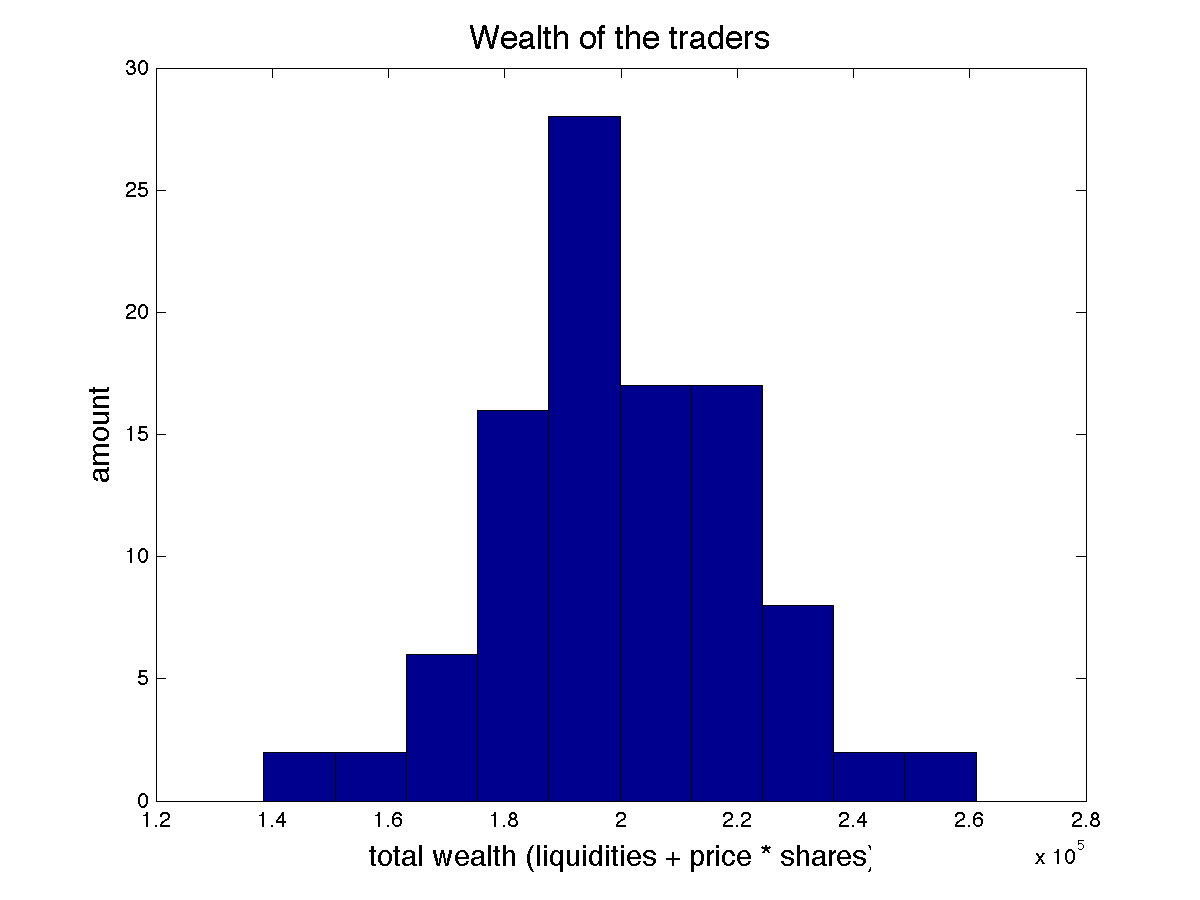 Wealth of the traders
30
25
20
15
10
5
0
amount
1.2 1.4 1.6 1.8 2 2.2 2.4 2.6 2.8
x 10^5
total wealth (liquidities + price * shares)